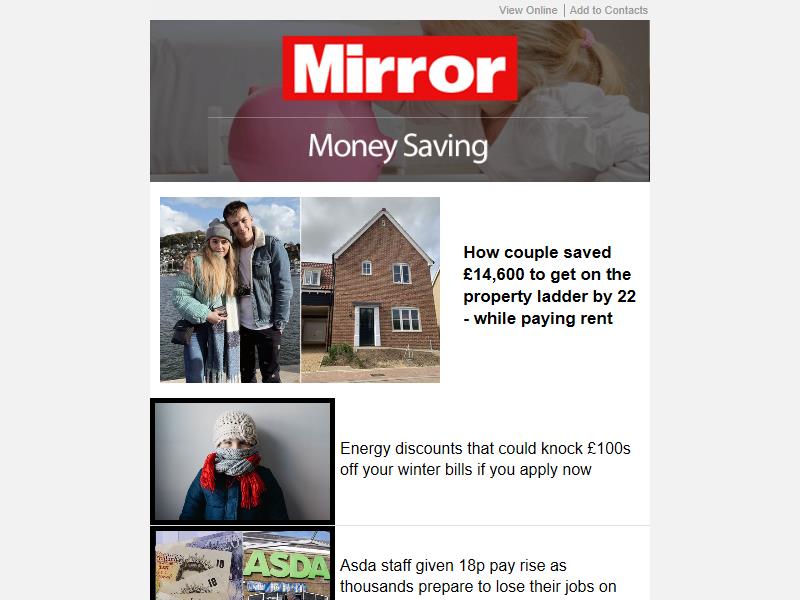 View Online | Add to Contacts
Mirror
Money Saving
How couple saved
£14,600 to get on the
property ladder by 22
- while paying rent
Energy discounts that could knock £100s
off your winter bills if you apply now
10
10
ASDA
Asda staff given 18p pay rise as
thousands prepare to lose their jobs on